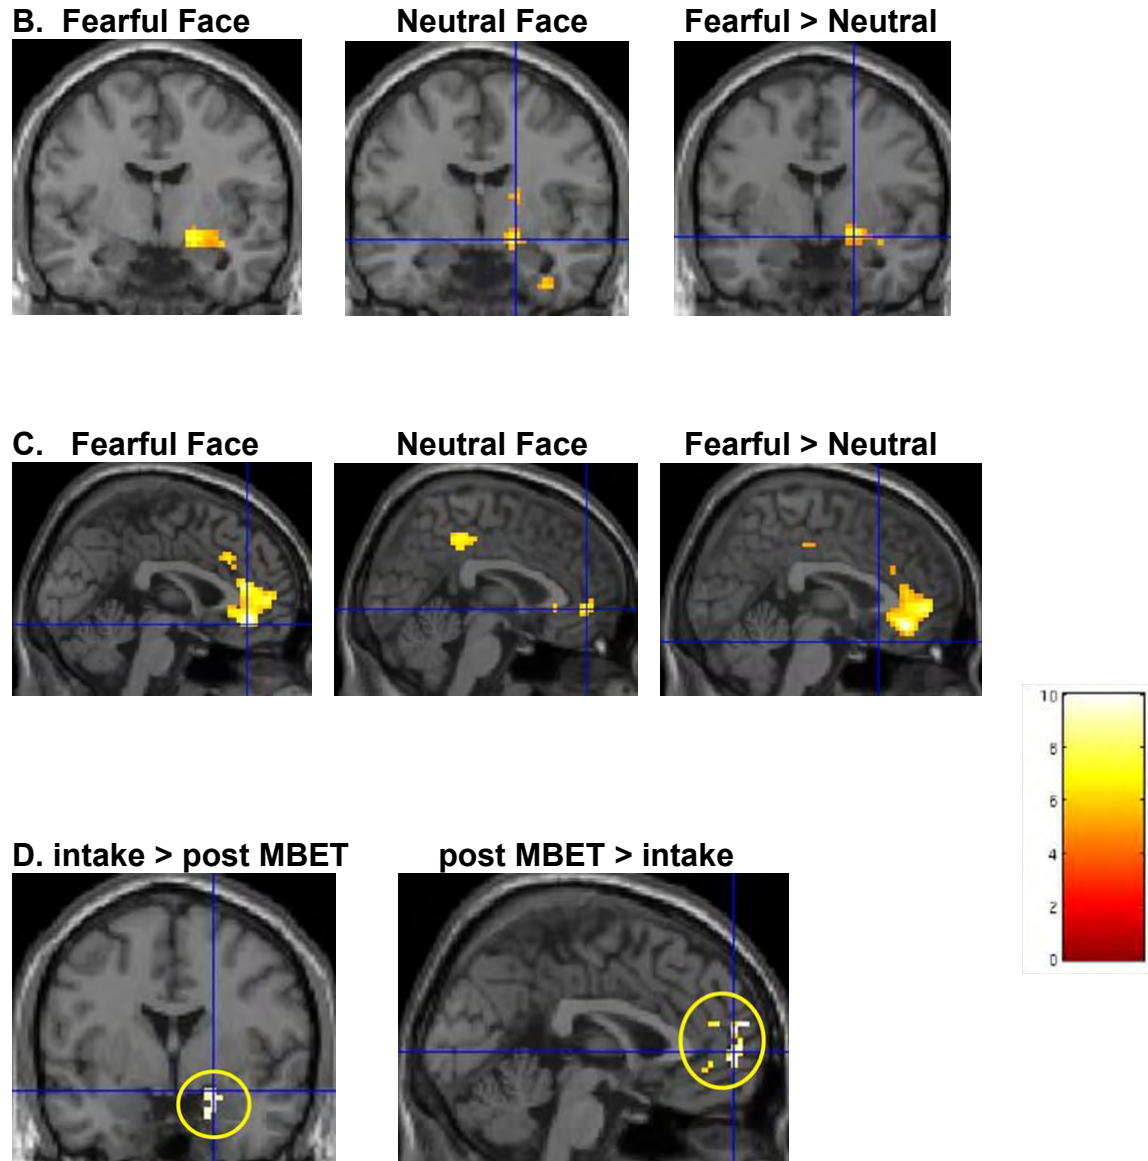 B. Fearful Face Neutral Face Fearful > Neutral
C. Fearful Face Neutral Face Fearful > Neutral
10
8
6
4
2
0
D. intake > post MBET post MBET > intake